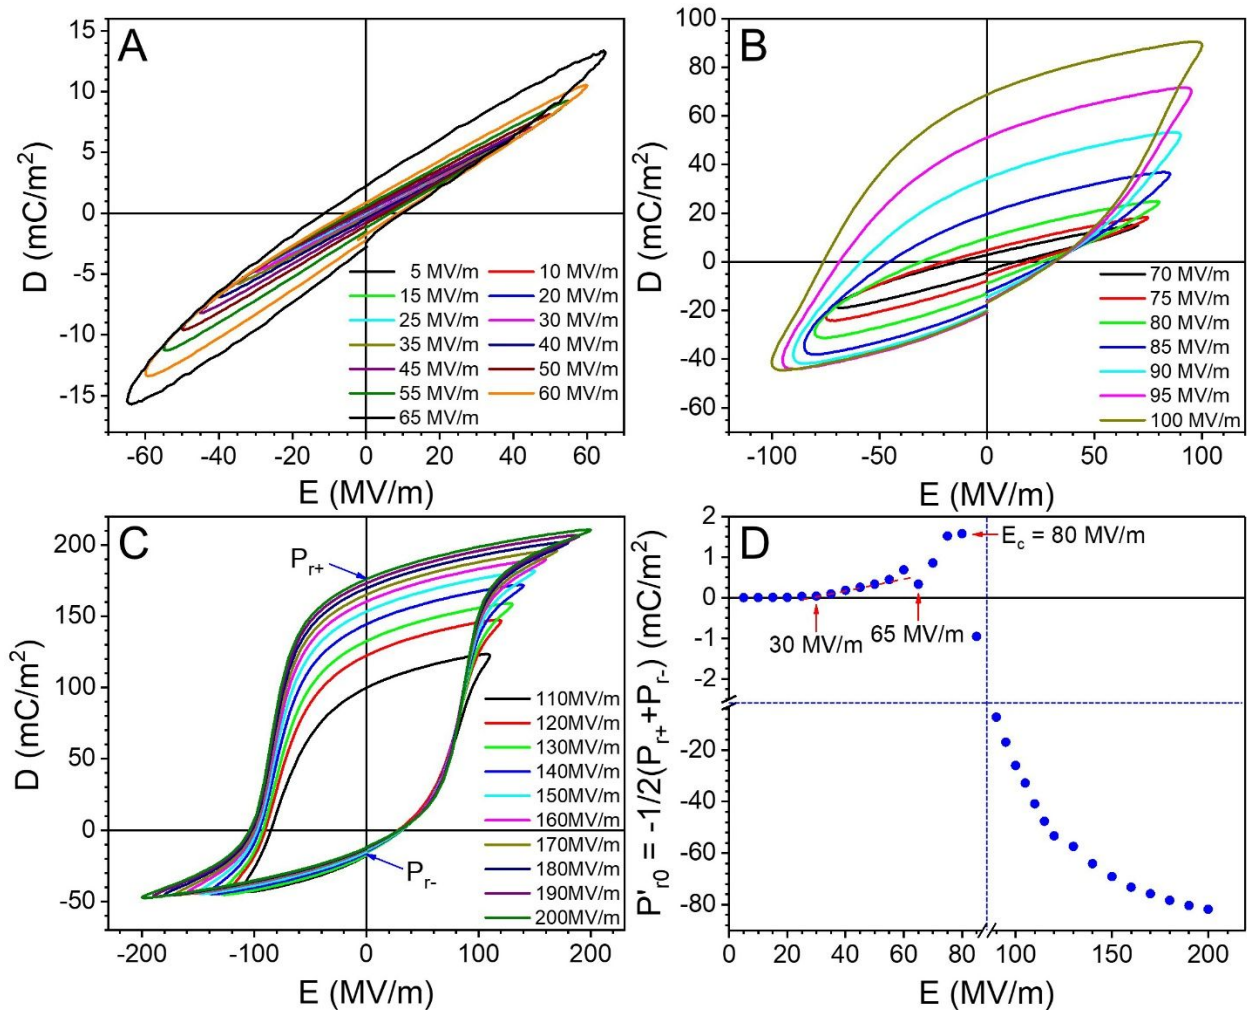 A
15
10
5
0
-5
-10
-15
D (mC/m²)
5 MV/m 10 MV/m
15 MV/m 20 MV/m
25 MV/m 30 MV/m
35 MV/m 40 MV/m
45 MV/m 50 MV/m
55 MV/m 60 MV/m
65 MV/m
-60 -40 -20 0 20 40 60
E (MV/m)
B
100
80
60
40
20
0
-20
-40
-60
D (mC/m²)
70 MV/m
75 MV/m
80 MV/m
85 MV/m
90 MV/m
95 MV/m
100 MV/m
-100 -50 0 50 100
E (MV/m)
C
200
150
100
50
0
-50
D (mC/m²)
Pr+
Pr-
110MV/m
120MV/m
130MV/m
140MV/m
150MV/m
160MV/m
170MV/m
180MV/m
190MV/m
200MV/m
-200 -100 0 100 200
E (MV/m)
D
2
1
0
-1
-2
-20
-40
-60
-80
P'r0 = -1/2(Pr++Pr-) (mC/m²)
Ec = 80 MV/m
30 MV/m
65 MV/m
0 20 40 60 80 100 150 200
E (MV/m)